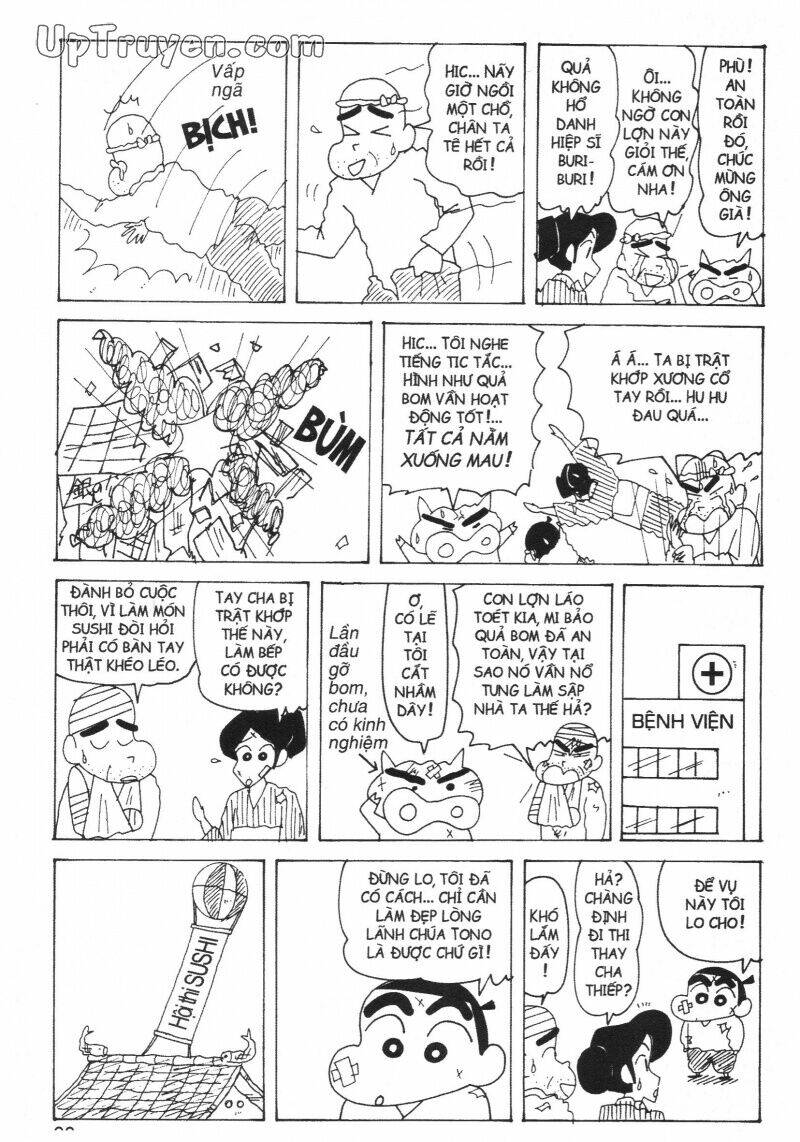 UpTruyen.com
PHÙ!
AN
TOÀN
RỒI
ĐÓ,
CHÚC
MỪNG
ÔNG
GIÀ!
ÔI...
KHÔNG
NGỜ CON
LỢN NÀY
GIỎI THẾ,
CÁM ƠN
NHA!
QUẢ
KHÔNG
HỔ
DANH
HIỆP SĨ
BURI-
BURI!
HIC... NÃY
GIỜ NGỒI
MỘT CHỖ,
CHÂN TA
TÊ HẾT CẢ
RỒI!
Vấp
ngã
BỊCH!
Á Á... TA BỊ TRẬT
KHỚP XƯƠNG CỔ
TAY RỒI... HU HU
ĐAU QUÁ...
HIC... TÔI NGHE
TIẾNG TIC TẮC...
HÌNH NHƯ QUẢ
BOM VẪN HOẠT
ĐỘNG TỐT!...
TẤT CẢ NẰM
XUỐNG MAU!
BÙM
銀
BỆNH VIỆN
CON LỢN LÁO
TOÉT KIA, MI BẢO
QUẢ BOM ĐÃ AN
TOÀN, VẬY TẠI
SAO NÓ VẪN NỔ
TUNG LÀM SẬP
NHÀ TA THẾ HẢ?
Ơ,
CÓ LẼ
TẠI
TÔI
CẮT
NHẦM
DÂY!
Lần
đầu
gỡ
bom,
chưa
có kinh
nghiệm
TAY CHA BỊ
TRẬT KHỚP
THẾ NÀY,
LÀM BẾP
CÓ ĐƯỢC
KHÔNG?
ĐÀNH BỎ CUỘC
THÔI, VÌ LÀM MÓN
SUSHI ĐÒI HỎI
PHẢI CÓ BÀN TAY
THẬT KHÉO LÉO.
ĐỂ VỤ
NÀY TÔI
LO CHO!
HẢ?
CHÀNG
ĐỊNH
ĐI THI
THAY
CHA
THIẾP?
KHÓ
LẮM
ĐẤY
!
ĐỪNG LO, TÔI ĐÃ
CÓ CÁCH... CHỈ CẦN
LÀM ĐẸP LÒNG
LÃNH CHÚA TONO
LÀ ĐƯỢC CHỨ GÌ!
Hội thi SUSHI